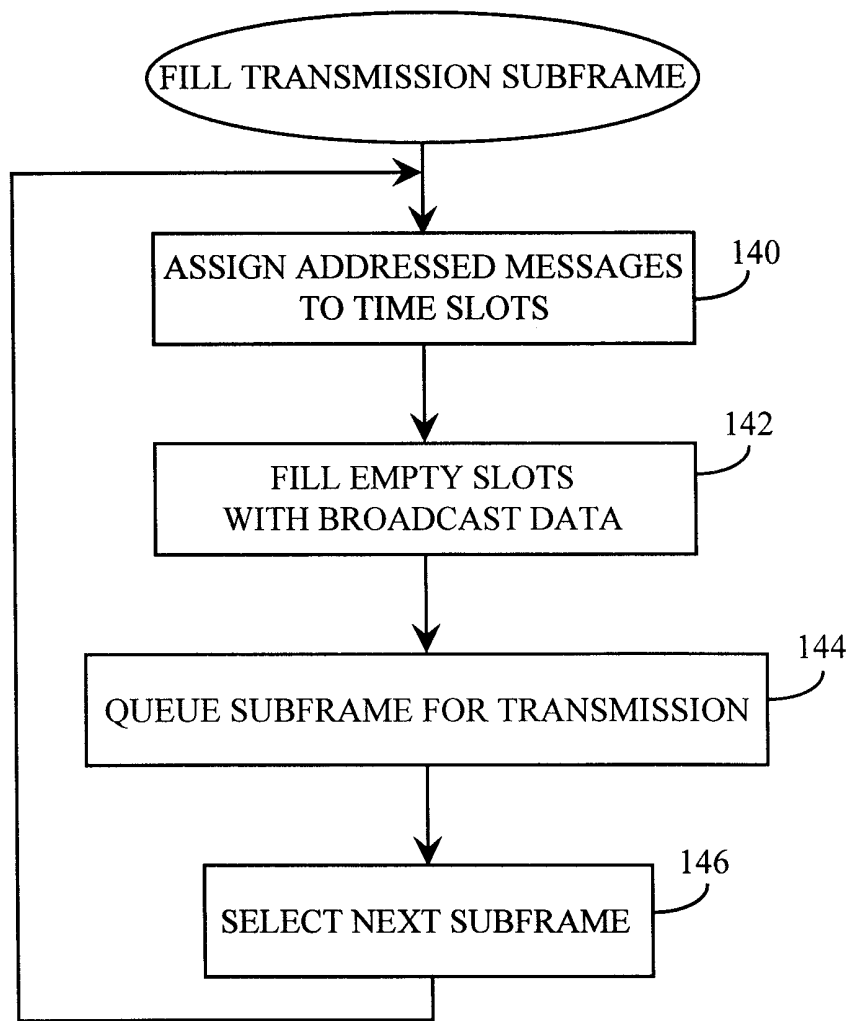 FILL TRANSMISSION SUBFRAME
140
ASSIGN ADDRESSED MESSAGES
TO TIME SLOTS
142
FILL EMPTY SLOTS
WITH BROADCAST DATA
144
QUEUE SUBFRAME FOR TRANSMISSION
146
SELECT NEXT SUBFRAME